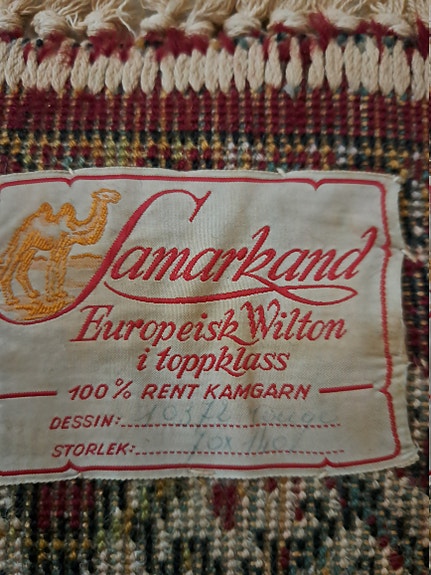 Samarkand
Europeisk Wilton
i toppklass
100% RENT KAMGARN
DESSIN:
STORLEK: